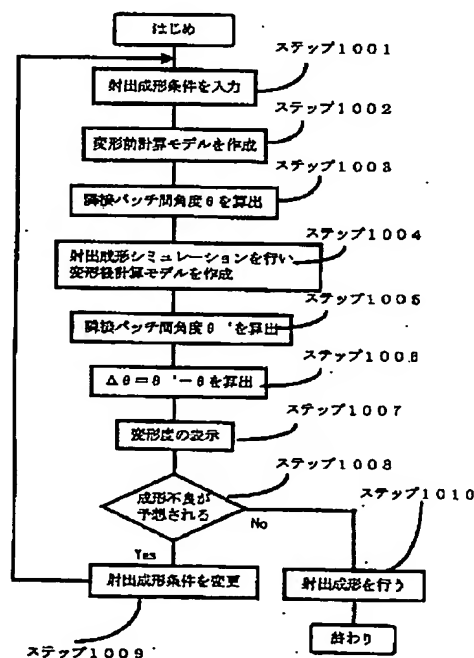 はじめ
ステップ1001
射出成形条件を入力
ステップ1002
変形前計算モデルを作成
ステップ1003
隣接パッチ間角度θを算出
ステップ1004
射出成形シミュレーションを行い
変形後計算モデルを作成
ステップ1005
隣接パッチ間角度θ'を算出
ステップ1006
Δθ=θ'-θを算出
ステップ1007
変形度の表示
ステップ1008
成形不良が
予想される
ステップ1010
No
Yes
射出成形条件を変更
射出成形を行う
ステップ1009
終わり